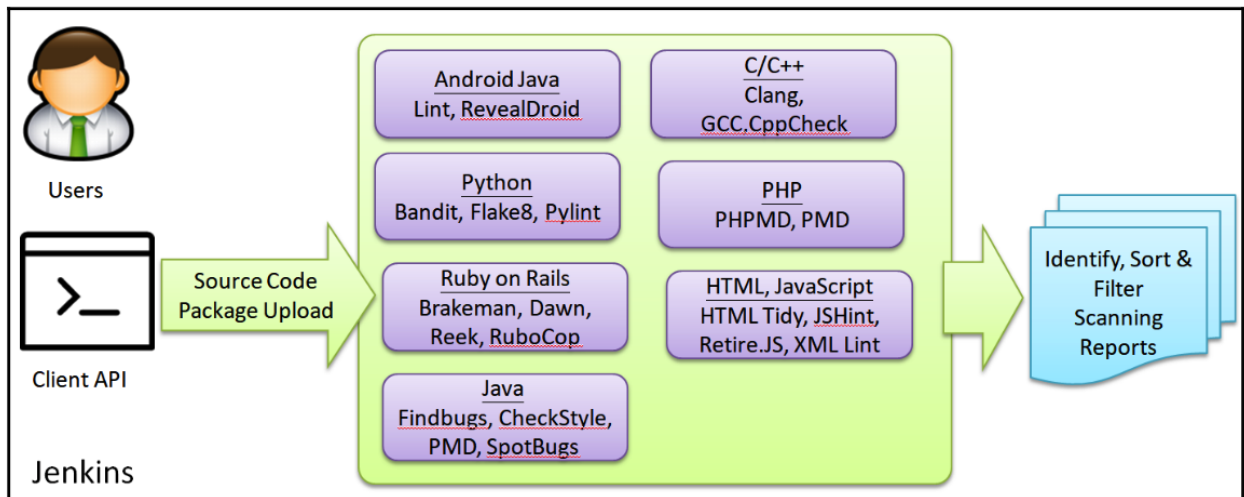 Users
Client API
Jenkins
Source Code
Package Upload
Android Java
Lint, RevealDroid
Python
Bandit, Flake8, Pylint
Ruby on Rails
Brakeman, Dawn,
Reek, RuboCop
Java
Findbugs, CheckStyle,
PMD, SpotBugs
C/C++
Clang,
GCC,CppCheck
PHP
PHPMD, PMD
HTML, JavaScript
HTML Tidy, JSHint,
Retire.JS, XML Lint
Identify, Sort &
Filter
Scanning
Reports